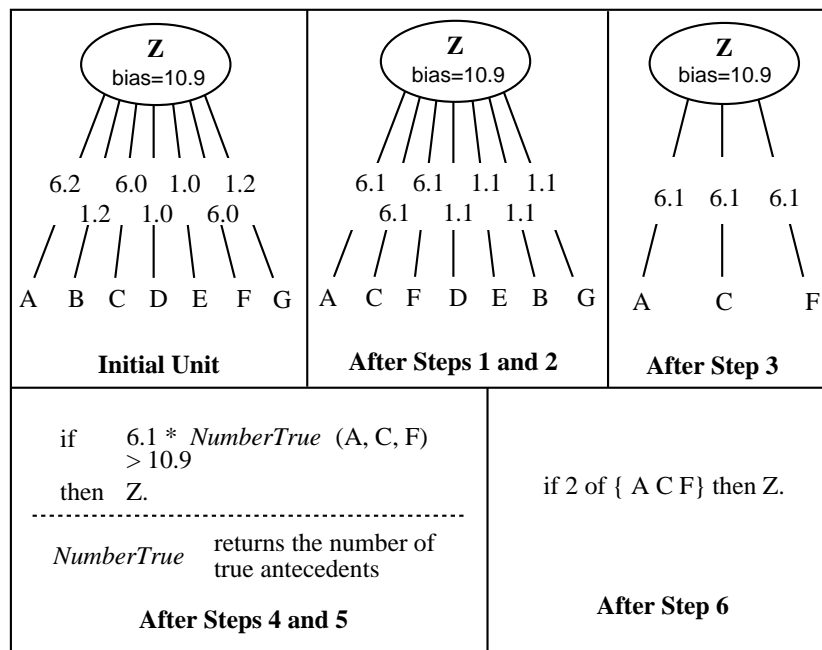 Z
bias=10.9
6.2 6.0 1.0 1.2
1.2 1.0 6.0
A B C D E F G
Initial Unit
Z
bias=10.9
6.1 6.1 1.1 1.1
6.1 1.1 1.1
A C F D E B G
After Steps 1 and 2
Z
bias=10.9
6.1 6.1 6.1
A C F
After Step 3
if 6.1 * NumberTrue (A, C, F)
> 10.9
then Z.
NumberTrue returns the number of
true antecedents
After Steps 4 and 5
if 2 of { A C F} then Z.
After Step 6